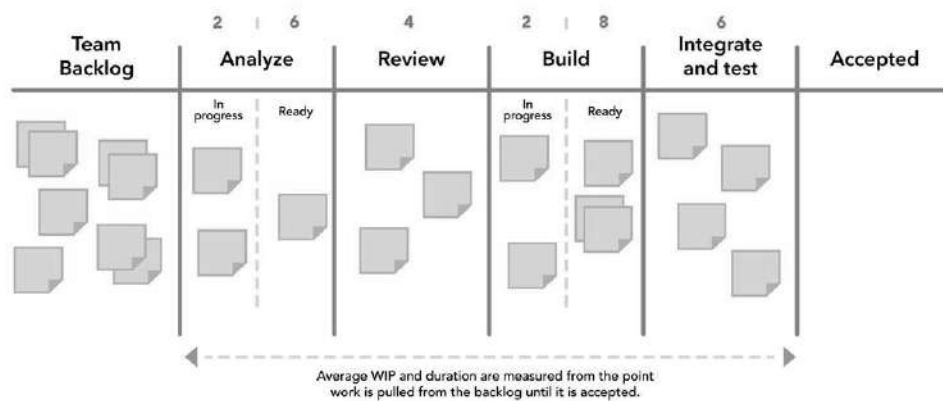 2 6 4 2 8 6
Team
Backlog
Analyze
Review
Build
Integrate
and test
Accepted
In
progress
Ready
In
progress
Ready
Average WIP and duration are measured from the point
work is pulled from the backlog until it is accepted.